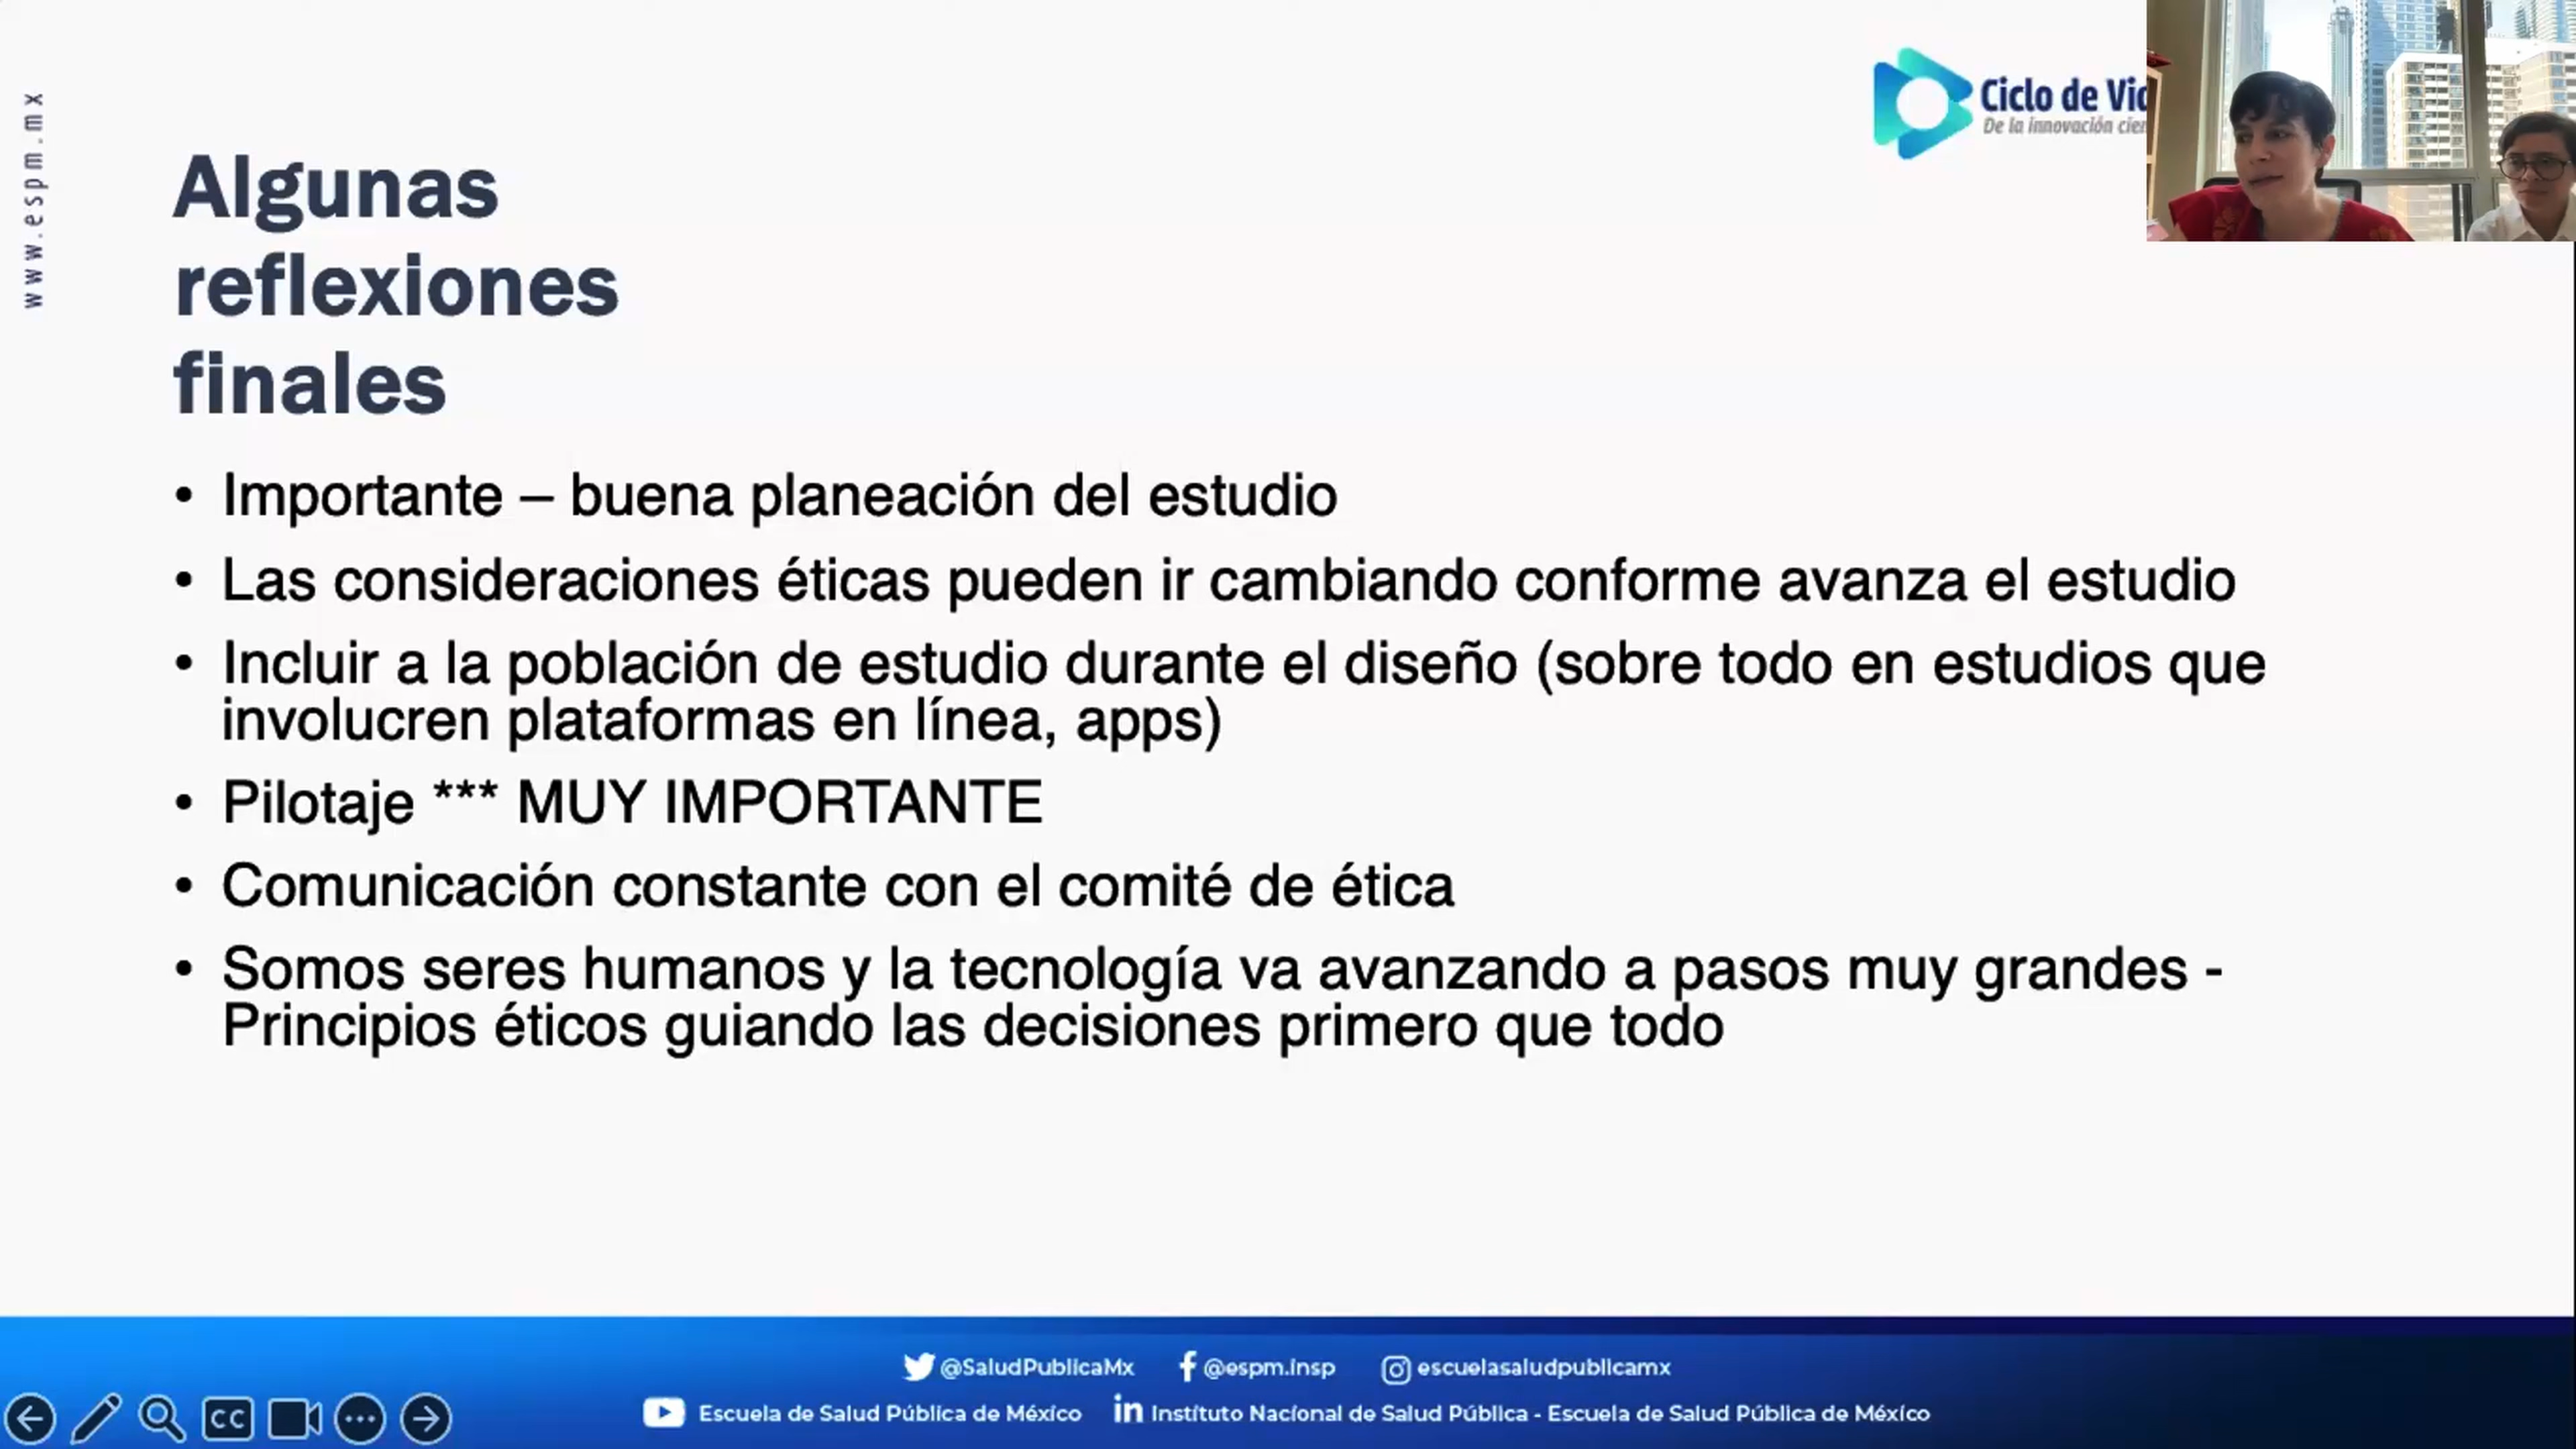 www.espm.mx
Ciclo de
De la innovación
Algunas
reflexiones
finales
• Importante – buena planeación del estudio
• Las consideraciones éticas pueden ir cambiando conforme avanza el estudio
• Incluir a la población de estudio durante el diseño (sobre todo en estudios que
involucren plataformas en línea, apps)
• Pilotaje *** MUY IMPORTANTE
• Comunicación constante con el comité de ética
• Somos seres humanos y la tecnología va avanzando a pasos muy grandes -
Principios éticos guiando las decisiones primero que todo
@SaludPublicaMx @espm.insp escuelasaludpublicamx
Escuela de Salud Pública de México in Instituto Nacional de Salud Pública - Escuela de Salud Pública de México
CC